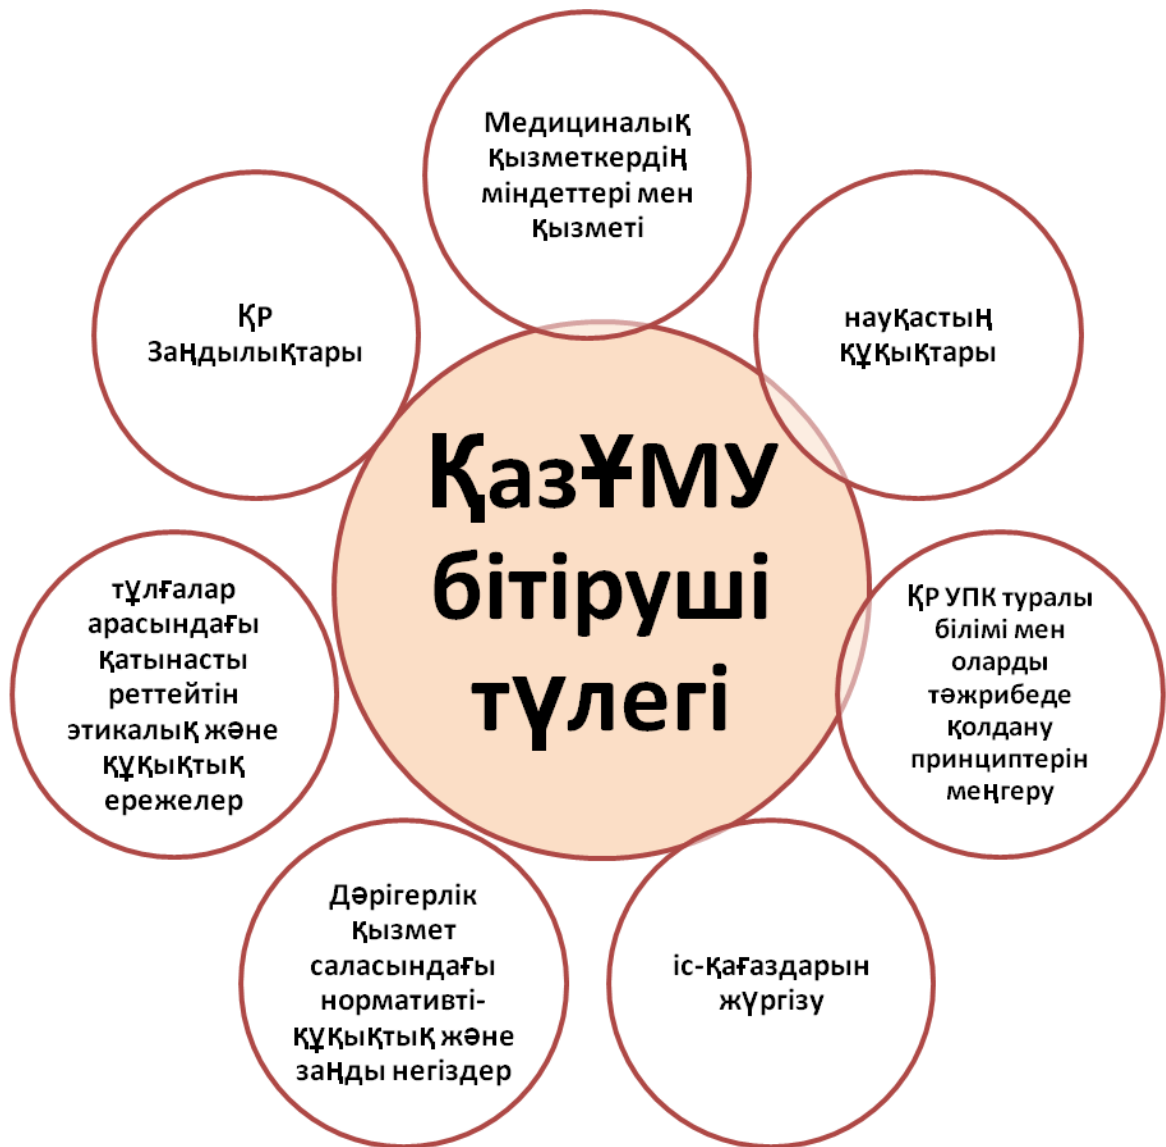 Медициналық
қызметкердің
міндеттері мен
қызметі
ҚР
Заңдылықтары
науқастың
құқықтары
ҚазҰМУ
бітіруші
түлегі
тұлғалар
арасындағы
қатынасты
реттейтін
этикалық және
құқықтық
ережелер
ҚР УПК туралы
білімі мен
оларды
тәжрибеде
қолдану
принциптерін
меңгеру
Дәрігерлік
қызмет
саласындағы
нормативті-
құқықтық және
заңды негіздер
іс-қағаздарын
жүргізу